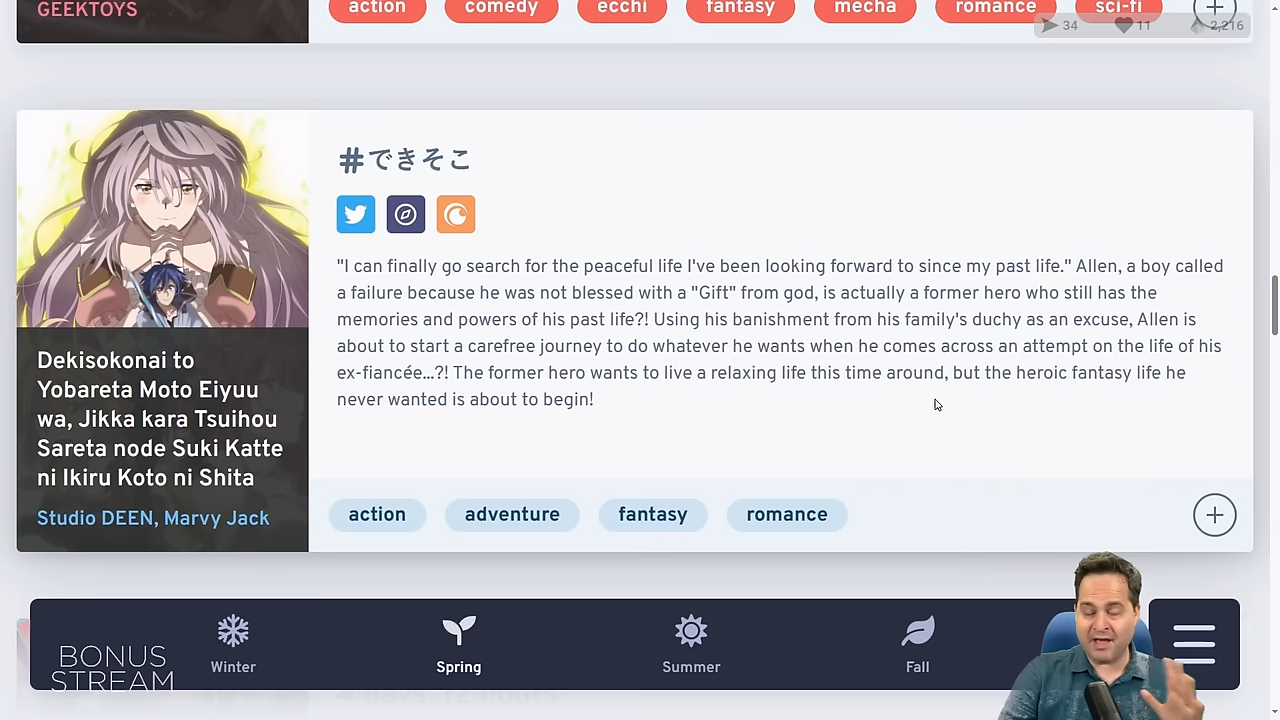 GEEKTOYS
action
comedy
ecchi
fantasy
mecha
romance
sci-fi
34
11
2,216
#できそこ
"I can finally go search for the peaceful life I've been looking forward to since my past life." Allen, a boy called
a failure because he was not blessed with a "Gift" from god, is actually a former hero who still has the
memories and powers of his past life?! Using his banishment from his family's duchy as an excuse, Allen is
about to start a carefree journey to do whatever he wants when he comes across an attempt on the life of his
ex-fiancée…?! The former hero wants to live a relaxing life this time around, but the heroic fantasy life he
never wanted is about to begin!
Dekisokonai to
Yobareta Moto Eiyuu
wa, Jikka kara Tsuihou
Sareta node Suki Katte
ni Ikiru Koto ni Shita
Studio DEEN, Marvy Jack
action
adventure
fantasy
romance
BONUS
STREAM
Winter
Spring
Summer
Fall
4 days, 12 hours